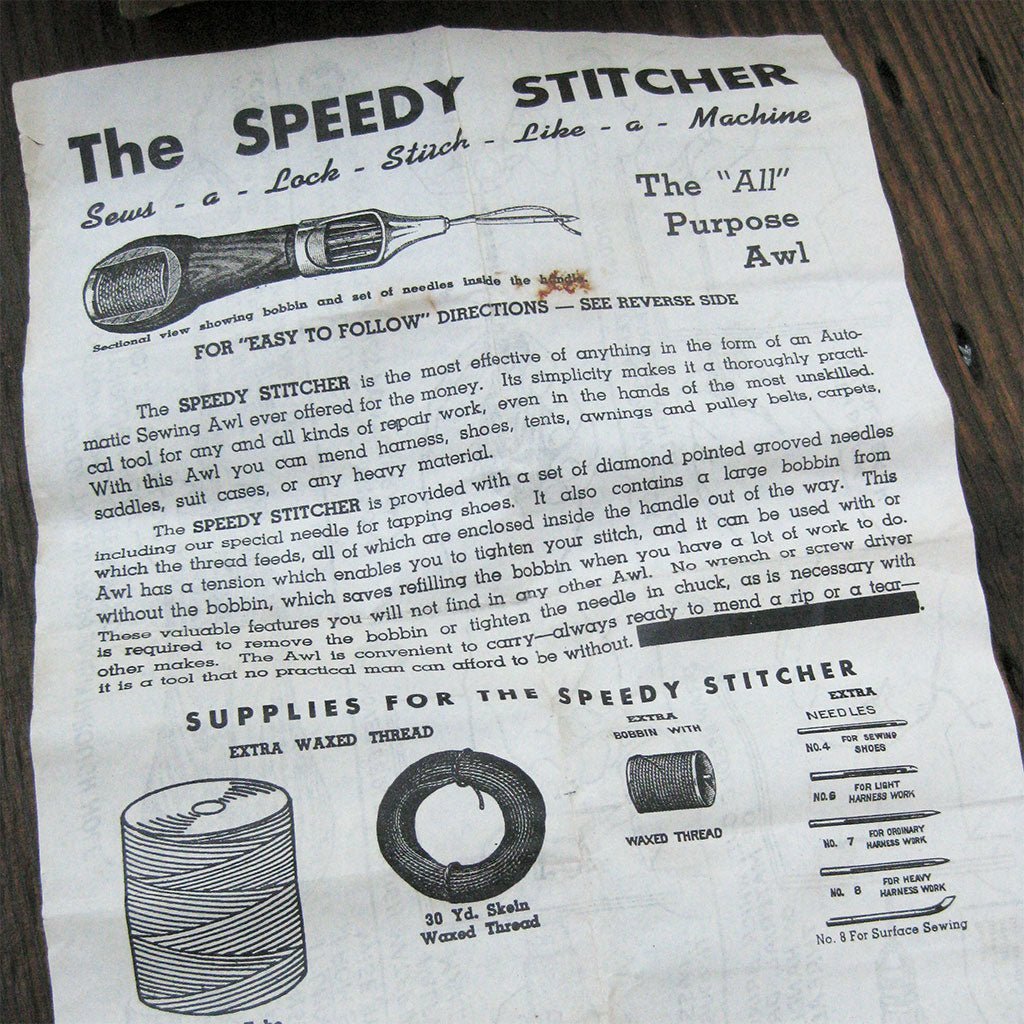 The SPEEDY STITCHER
Sews - a - Lock - Stitch - Like - a - Machine
The "All"
Purpose
Awl
Sectional view showing bobbin and set of needles inside the handle.
FOR "EASY TO FOLLOW" DIRECTIONS — SEE REVERSE SIDE
The SPEEDY STITCHER is the most effective of anything in the form of an Auto-
matic Sewing Awl ever offered for the money. Its simplicity makes it a thoroughly practi-
cal tool for any and all kinds of repair work, even in the hands of the most unskilled.
With this Awl you can mend harness, shoes, tents, awnings and pulley belts, carpets,
saddles, suit cases, or any heavy material.
The SPEEDY STITCHER is provided with a set of diamond pointed grooved needles
including our special needle for tapping shoes. It also contains a large bobbin from
which the thread feeds, all of which are enclosed inside the handle out of the way. This
Awl has a tension which enables you to tighten your stitch, and it can be used with or
without the bobbin, which saves refilling the bobbin when you have a lot of work to do.
These valuable features you will not find in any other Awl. No wrench or screw driver
is required to remove the bobbin or tighten the needle in chuck, as is necessary with
other makes. The Awl is convenient to carry—always ready to mend a rip or a tear—
it is a tool that no practical man can afford to be without.
SUPPLIES FOR THE SPEEDY STITCHER
EXTRA WAXED THREAD
30 Yd. Skein
Waxed Thread
EXTRA
BOBBIN WITH
WAXED THREAD
EXTRA
NEEDLES
NO.4 FOR SEWING
SHOES
NO.6 FOR LIGHT
HARNESS WORK
NO. 7 FOR ORDINARY
HARNESS WORK
NO. 8 FOR HEAVY
HARNESS WORK
No. 8 For Surface Sewing